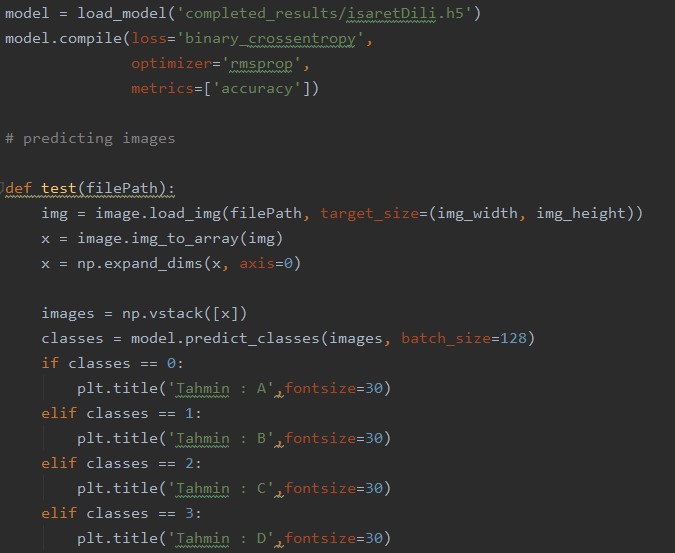 model = load_model('completed_results/isaretDili.h5')
model.compile(loss='binary_crossentropy',
              optimizer='rmsprop',
              metrics=['accuracy'])
# predicting images
def test(filePath):
    img = image.load_img(filePath, target_size=(img_width, img_height))
    x = image.img_to_array(img)
    x = np.expand_dims(x, axis=0)
    images = np.vstack([x])
    classes = model.predict_classes(images, batch_size=128)
    if classes == 0:
        plt.title('Tahmin : A',fontsize=30)
    elif classes == 1:
        plt.title('Tahmin : B',fontsize=30)
    elif classes == 2:
        plt.title('Tahmin : C',fontsize=30)
    elif classes == 3:
        plt.title('Tahmin : D',fontsize=30)